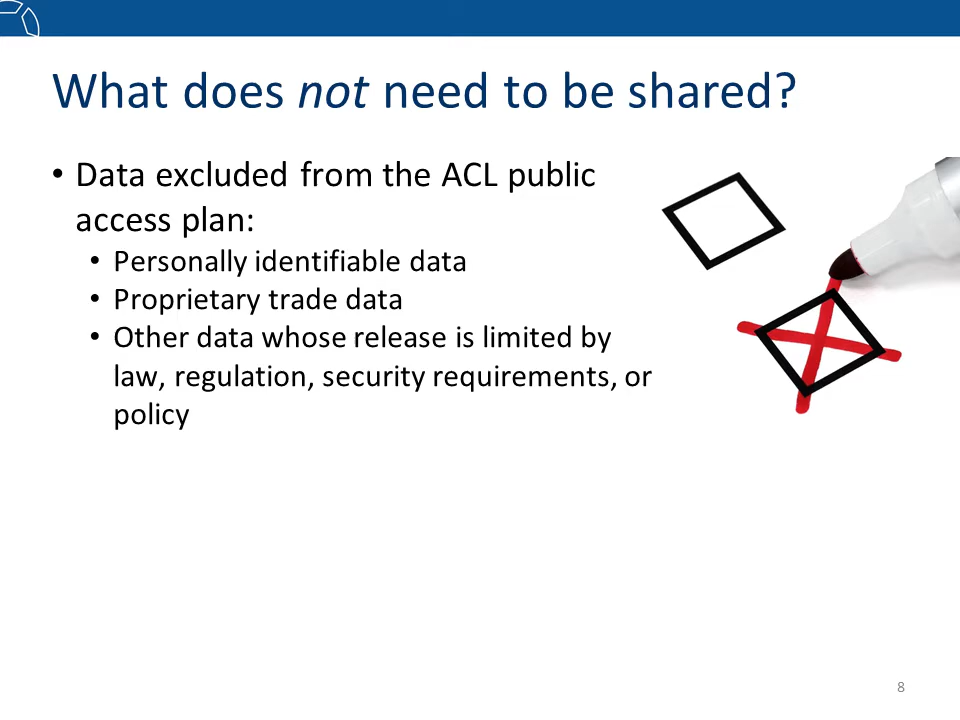 What does not need to be shared?
• Data excluded from the ACL public
access plan:
• Personally identifiable data
• Proprietary trade data
• Other data whose release is limited by
law, regulation, security requirements, or
policy
8